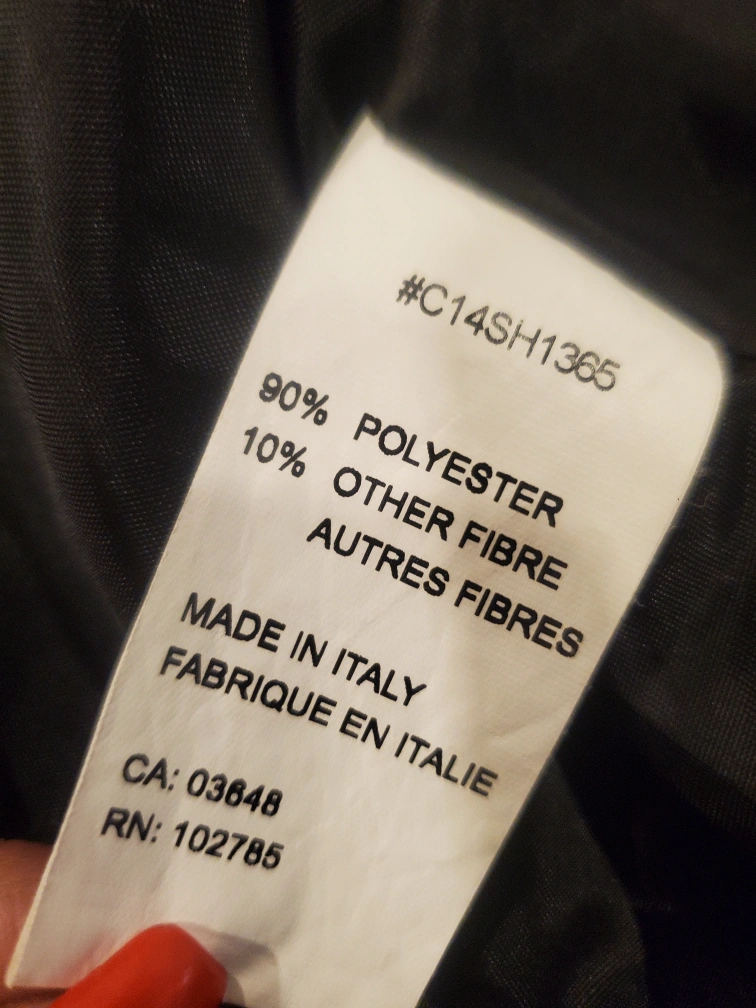 #C14SH1365
90% POLYESTER
10% OTHER FIBRE
AUTRES FIBRES
MADE IN ITALY
FABRIQUE EN ITALIE
CA: 03648
RN: 102785